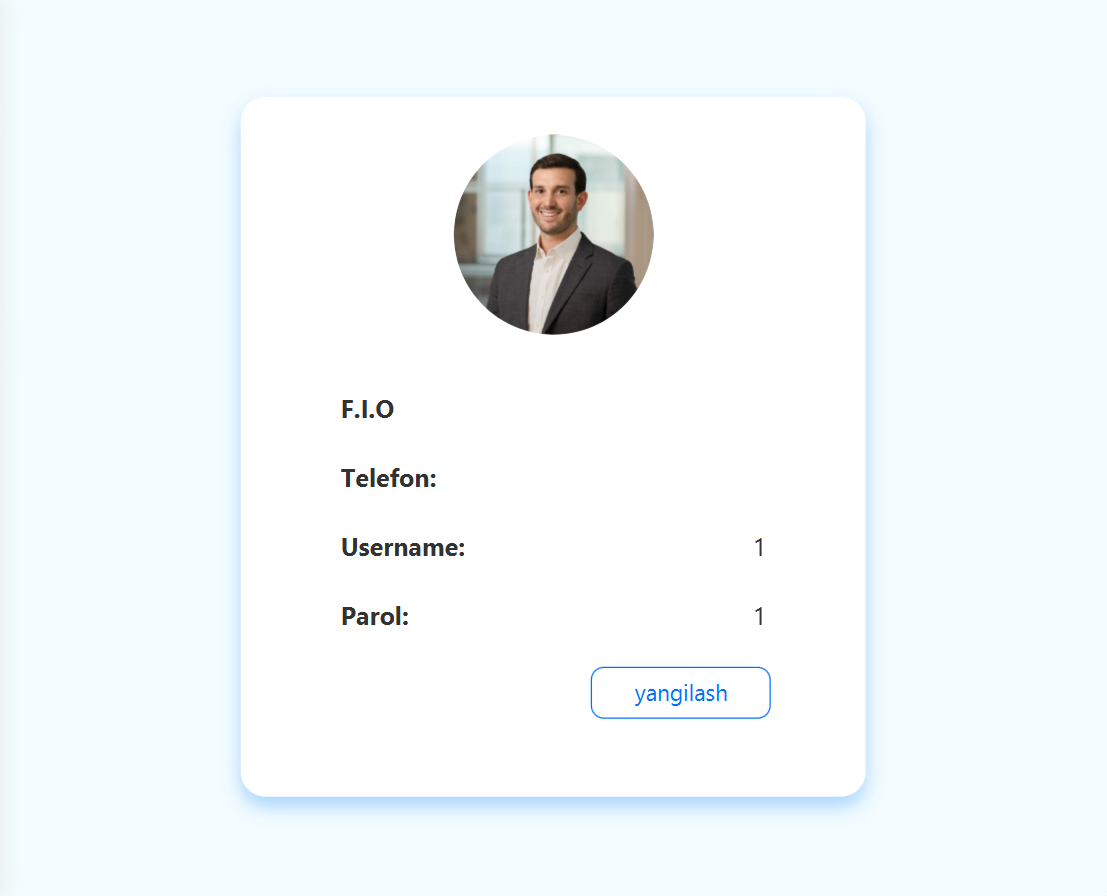 F.I.O
Telefon:
Username: 1
Parol: 1
yangilash